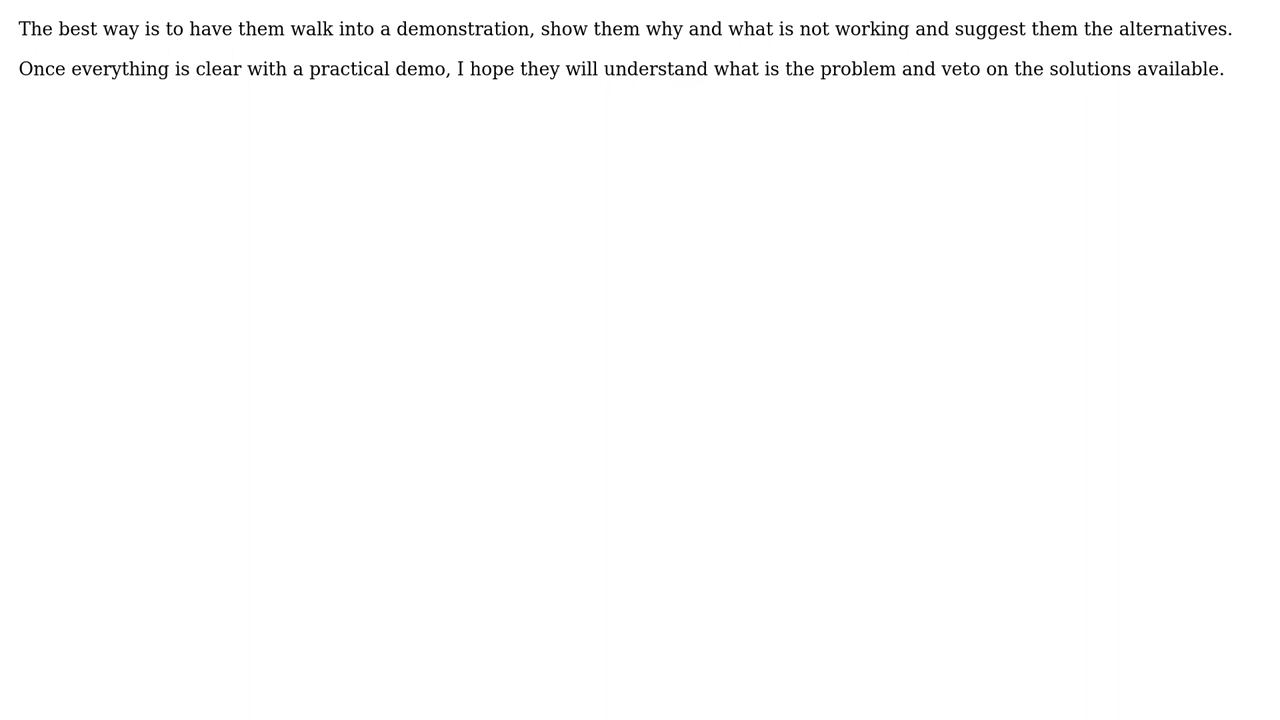 The best way is to have them walk into a demonstration, show them why and what is not working and suggest them the alternatives.
Once everything is clear with a practical demo, I hope they will understand what is the problem and veto on the solutions available.